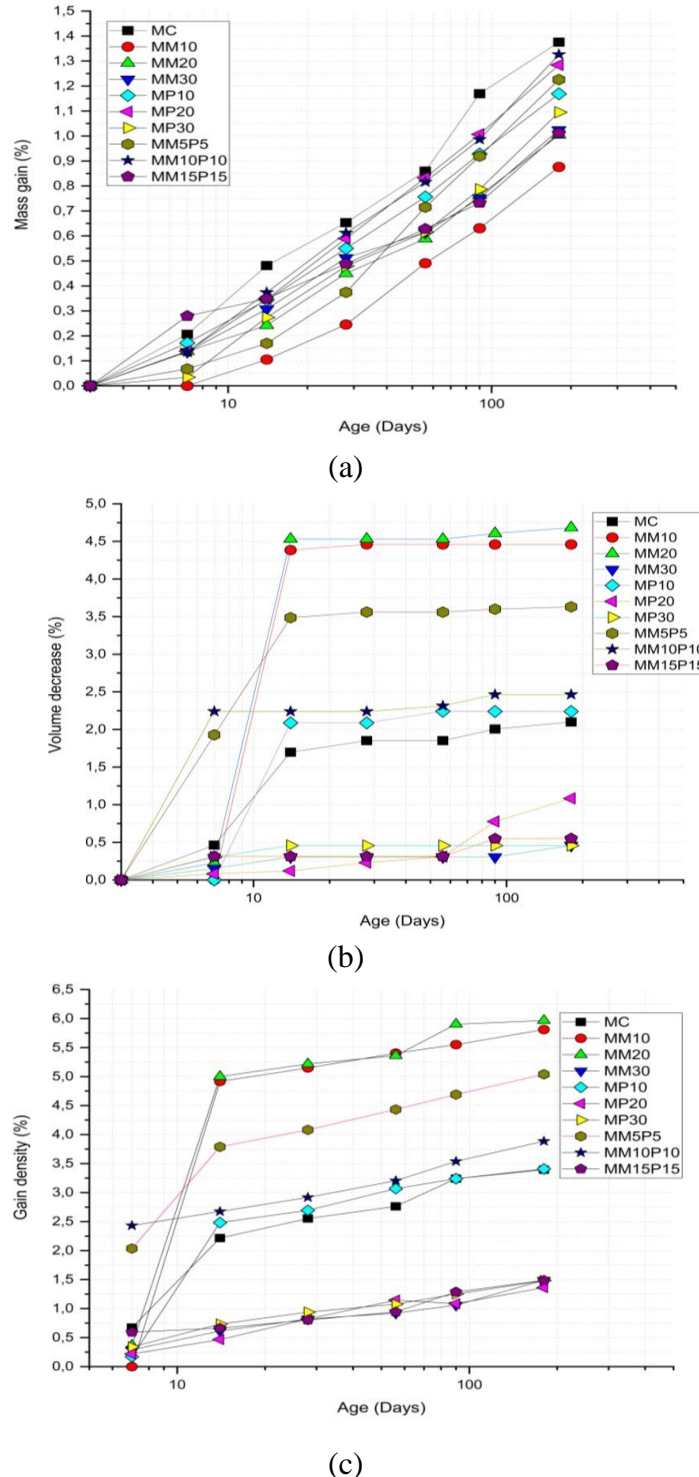 1,5
1,4
1,3
1,2
1,1
1,0
0,9
0,8
0,7
0,6
0,5
0,4
0,3
0,2
0,1
0,0
Mass gain (%)
MC
MM10
MM20
MM30
MP10
MP20
MP30
MM5P5
MM10P10
MM15P15
10 100
Age (Days)
(a)
5,0
4,5
4,0
3,5
3,0
2,5
2,0
1,5
1,0
0,5
0,0
Volume decrease (%)
MC
MM10
MM20
MM30
MP10
MP20
MP30
MM5P5
MM10P10
MM15P15
10 100
Age (Days)
(b)
6,5
6,0
5,5
5,0
4,5
4,0
3,5
3,0
2,5
2,0
1,5
1,0
0,5
0,0
Gain density (%)
MC
MM10
MM20
MM30
MP10
MP20
MP30
MM5P5
MM10P10
MM15P15
10 100
Age (Days)
(c)